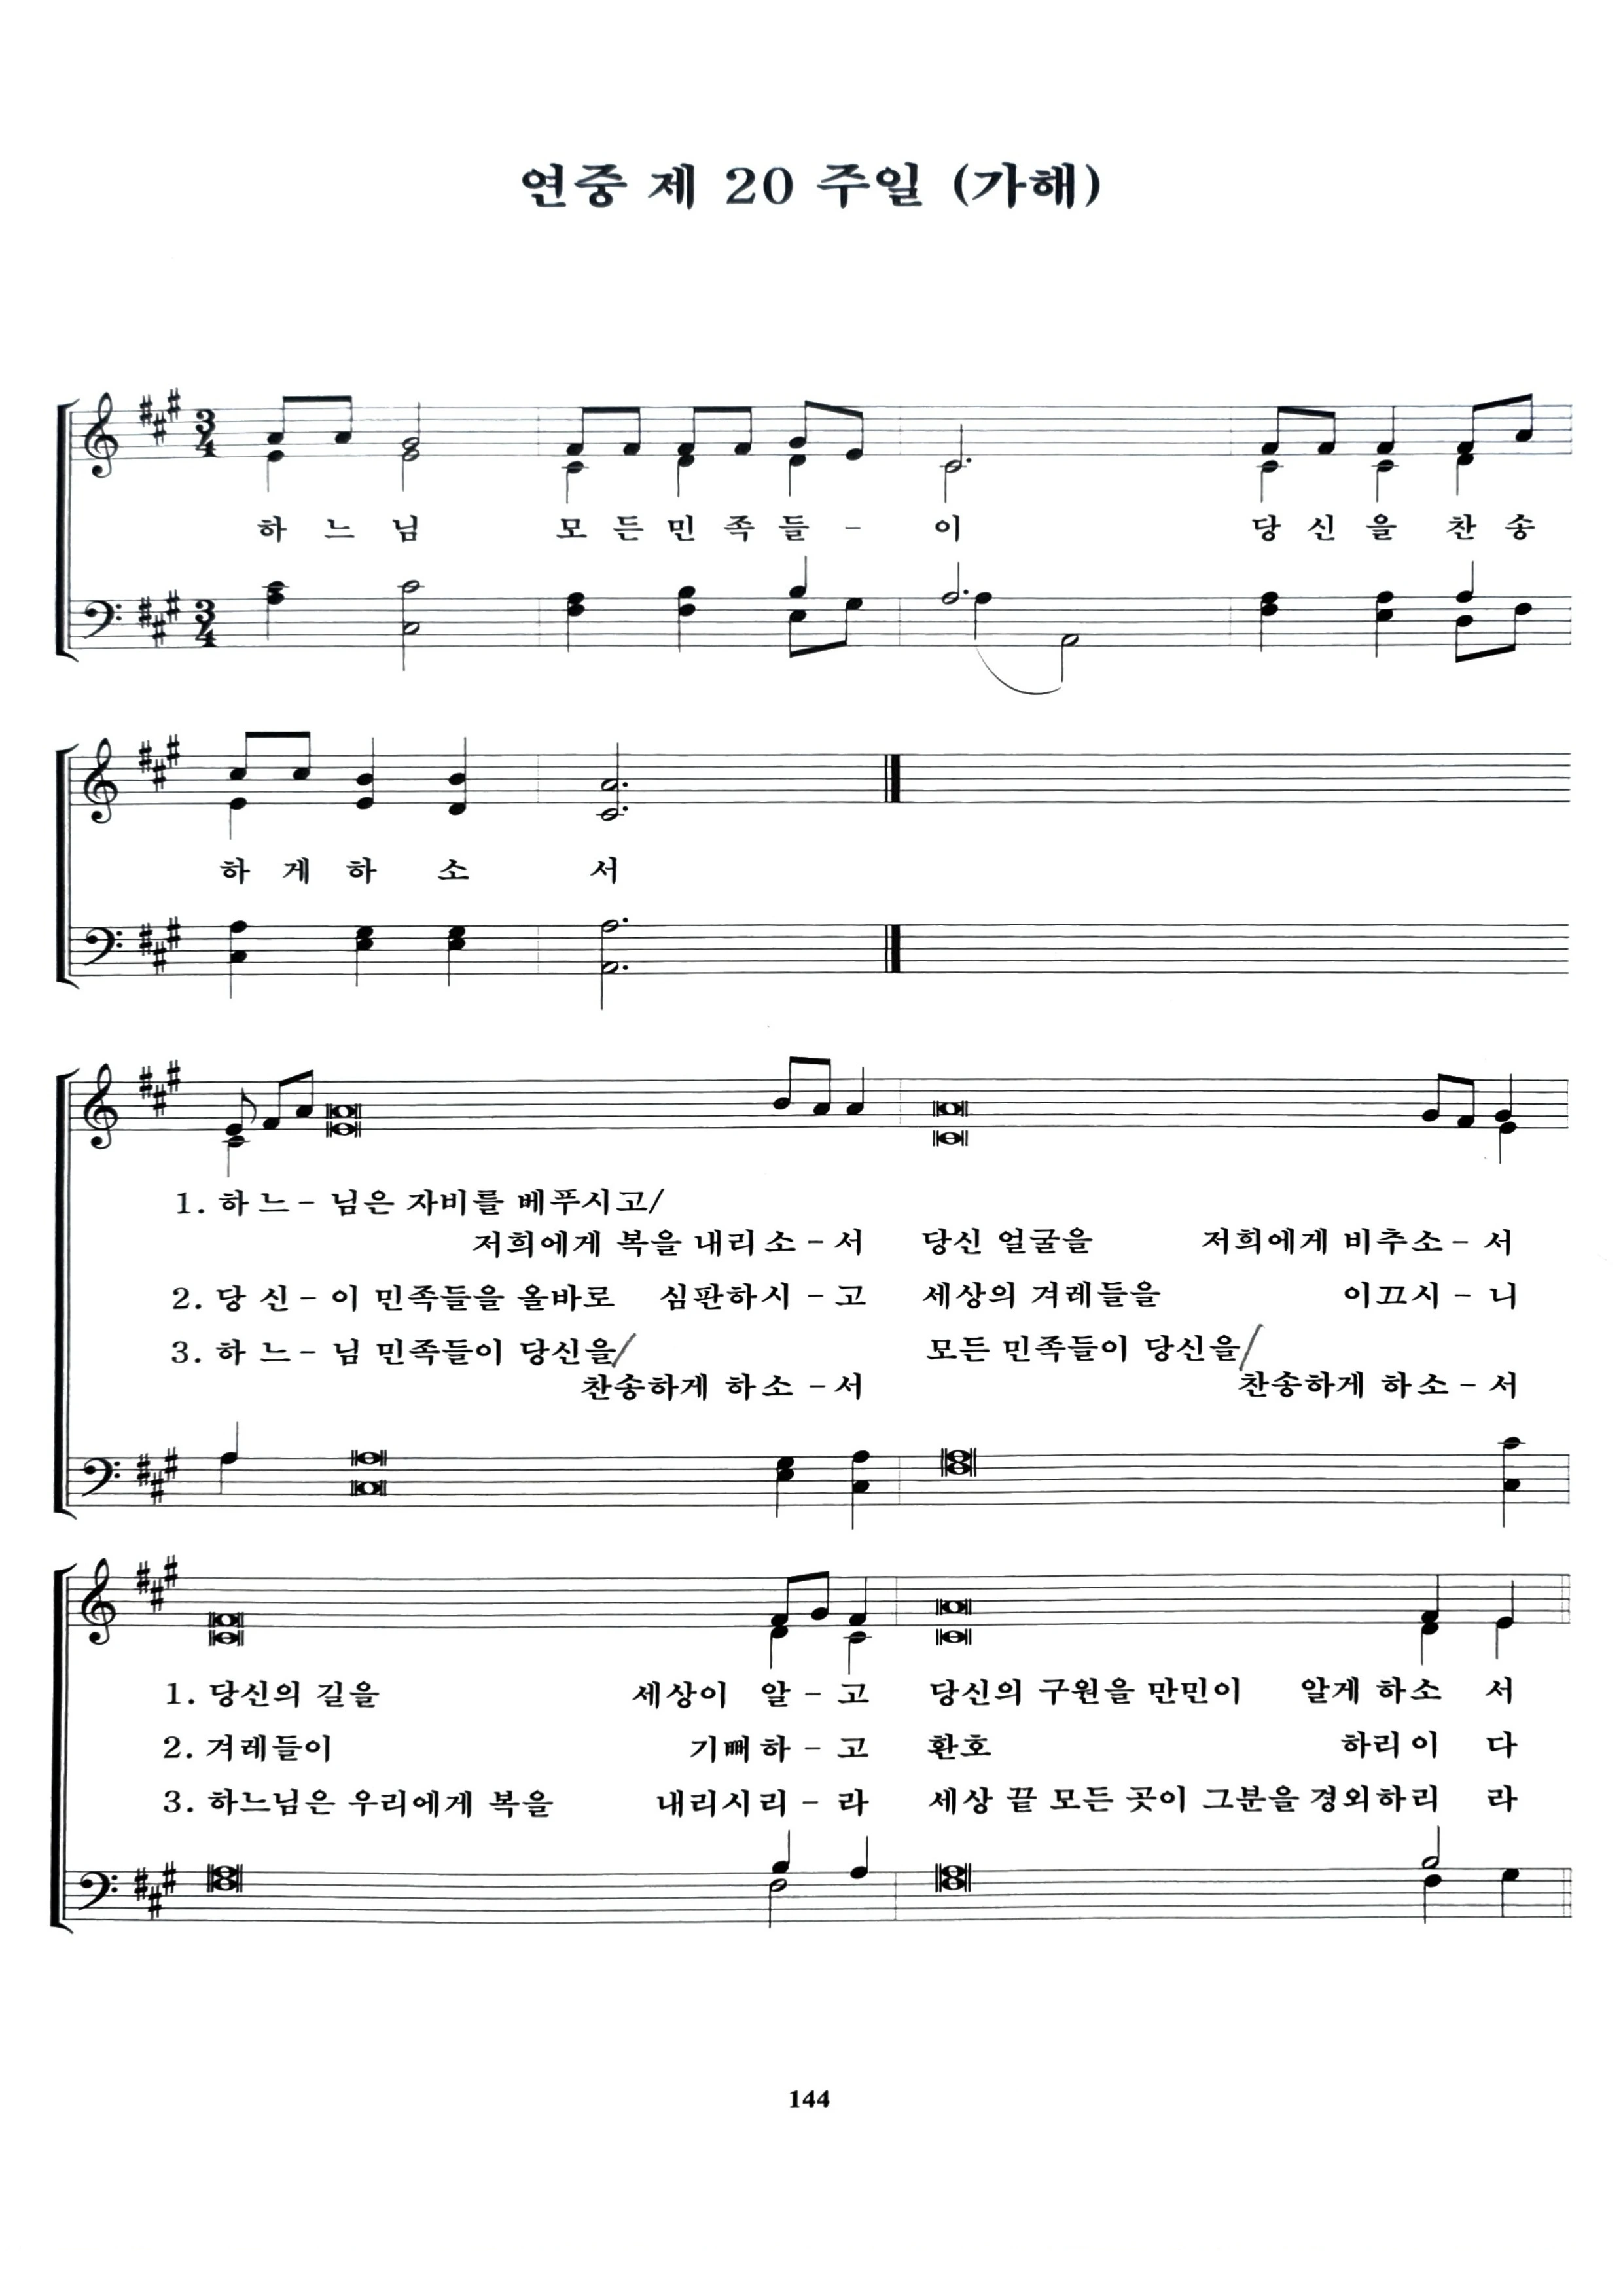 연중 제 20 주일 (가해)
하 느 님 모 든 민 족 들 - 이 당 신 을 찬 송
하 게 하 소 서
1. 하 느 - 님은 자비를 베푸시고/
저희에게 복을 내리 소 - 서 당신 얼굴을 저희에게 비추소 - 서
2. 당 신 - 이 민족들을 올바로 심판하시 - 고 세상의 겨레들을 이끄시 - 니
3. 하 느 - 님 민족들이 당신을/ 모든 민족들이 당신을/
찬송하게 하소 - 서 찬송하게 하소 - 서
1. 당신의 길을 세상이 알 - 고 당신의 구원을 만민이 알게 하소 서
2. 겨레들이 기뻐하 - 고 환호 하리이 다
3. 하느님은 우리에게 복을 내리시리 - 라 세상 끝 모든 곳이 그분을 경외하리 라
144